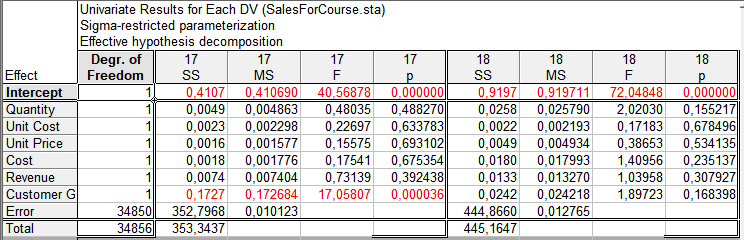 Univariate Results for Each DV (SalesForCourse.sta)
Sigma-restricted parameterization
Effective hypothesis decomposition
Effect Degr. of Freedom 17 SS 17 MS 17 F 17 p 18 SS 18 MS 18 F 18 p
Intercept 1 0,4107 0,410690 40,56878 0,000000 0,9197 0,919711 72,04848 0,000000
Quantity 1 0,0049 0,004863 0,48035 0,488270 0,0258 0,025790 2,02030 0,155217
Unit Cost 1 0,0023 0,002298 0,22697 0,633783 0,0022 0,002193 0,17183 0,678496
Unit Price 1 0,0016 0,001577 0,15575 0,693102 0,0049 0,004934 0,38653 0,534135
Cost 1 0,0018 0,001776 0,17541 0,675354 0,0180 0,017993 1,40956 0,235137
Revenue 1 0,0074 0,007404 0,73139 0,392438 0,0133 0,013270 1,03958 0,307927
Customer G 1 0,1727 0,172684 17,05807 0,000036 0,0242 0,024218 1,89723 0,168398
Error 34850 352,7968 0,010123 444,8660 0,012765
Total 34856 353,3437 445,1647